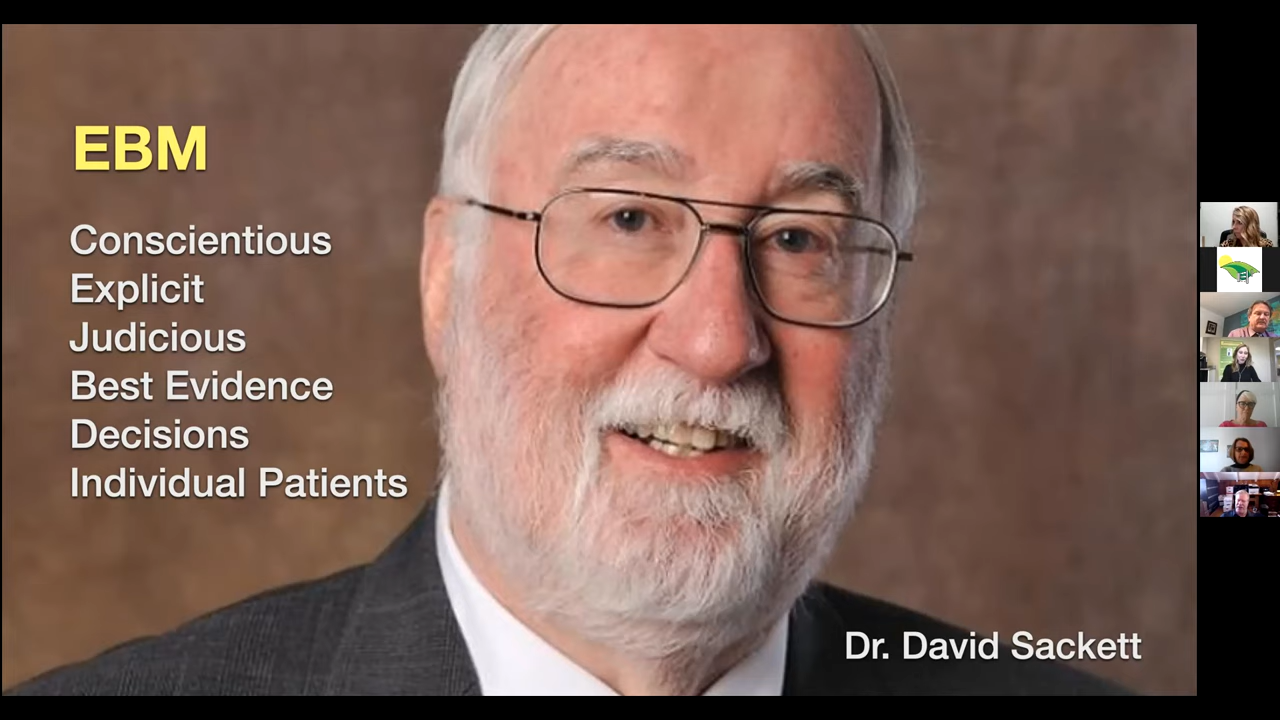 EBM
Conscientious
Explicit
Judicious
Best Evidence
Decisions
Individual Patients
Dr. David Sackett